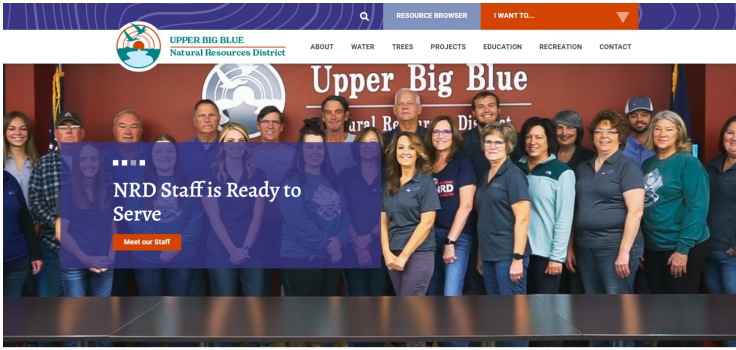 RESOURCE BROWSER
I WANT TO...
UPPER BIG BLUE
Natural Resources District
ABOUT
WATER
TREES
PROJECTS
EDUCATION
RECREATION
CONTACT
Upper Big Blue
NRD
NRD Staff is Ready to
Serve
Meet our Staff